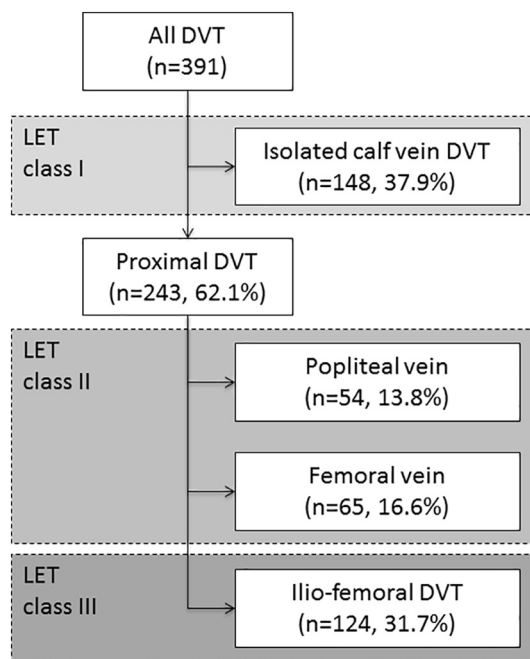 All DVT
(n=391)
LET
class I
Isolated calf vein DVT
(n=148, 37.9%)
Proximal DVT
(n=243, 62.1%)
LET
class II
Popliteal vein
(n=54, 13.8%)
Femoral vein
(n=65, 16.6%)
LET
class III
Ilio-femoral DVT
(n=124, 31.7%)